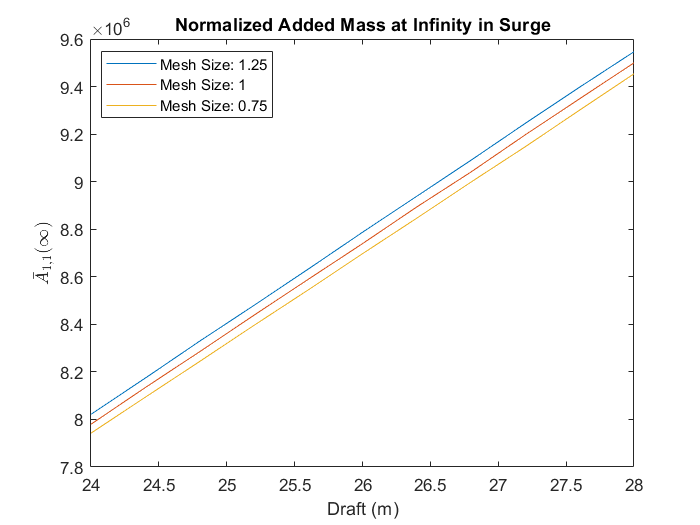 Normalized Added Mass at Infinity in Surge
×10⁶
9.6
9.4
9.2
9
8.8
8.6
8.4
8.2
8
7.8
Ā₁,₁(∞)
Mesh Size: 1.25
Mesh Size: 1
Mesh Size: 0.75
24 24.5 25 25.5 26 26.5 27 27.5 28
Draft (m)